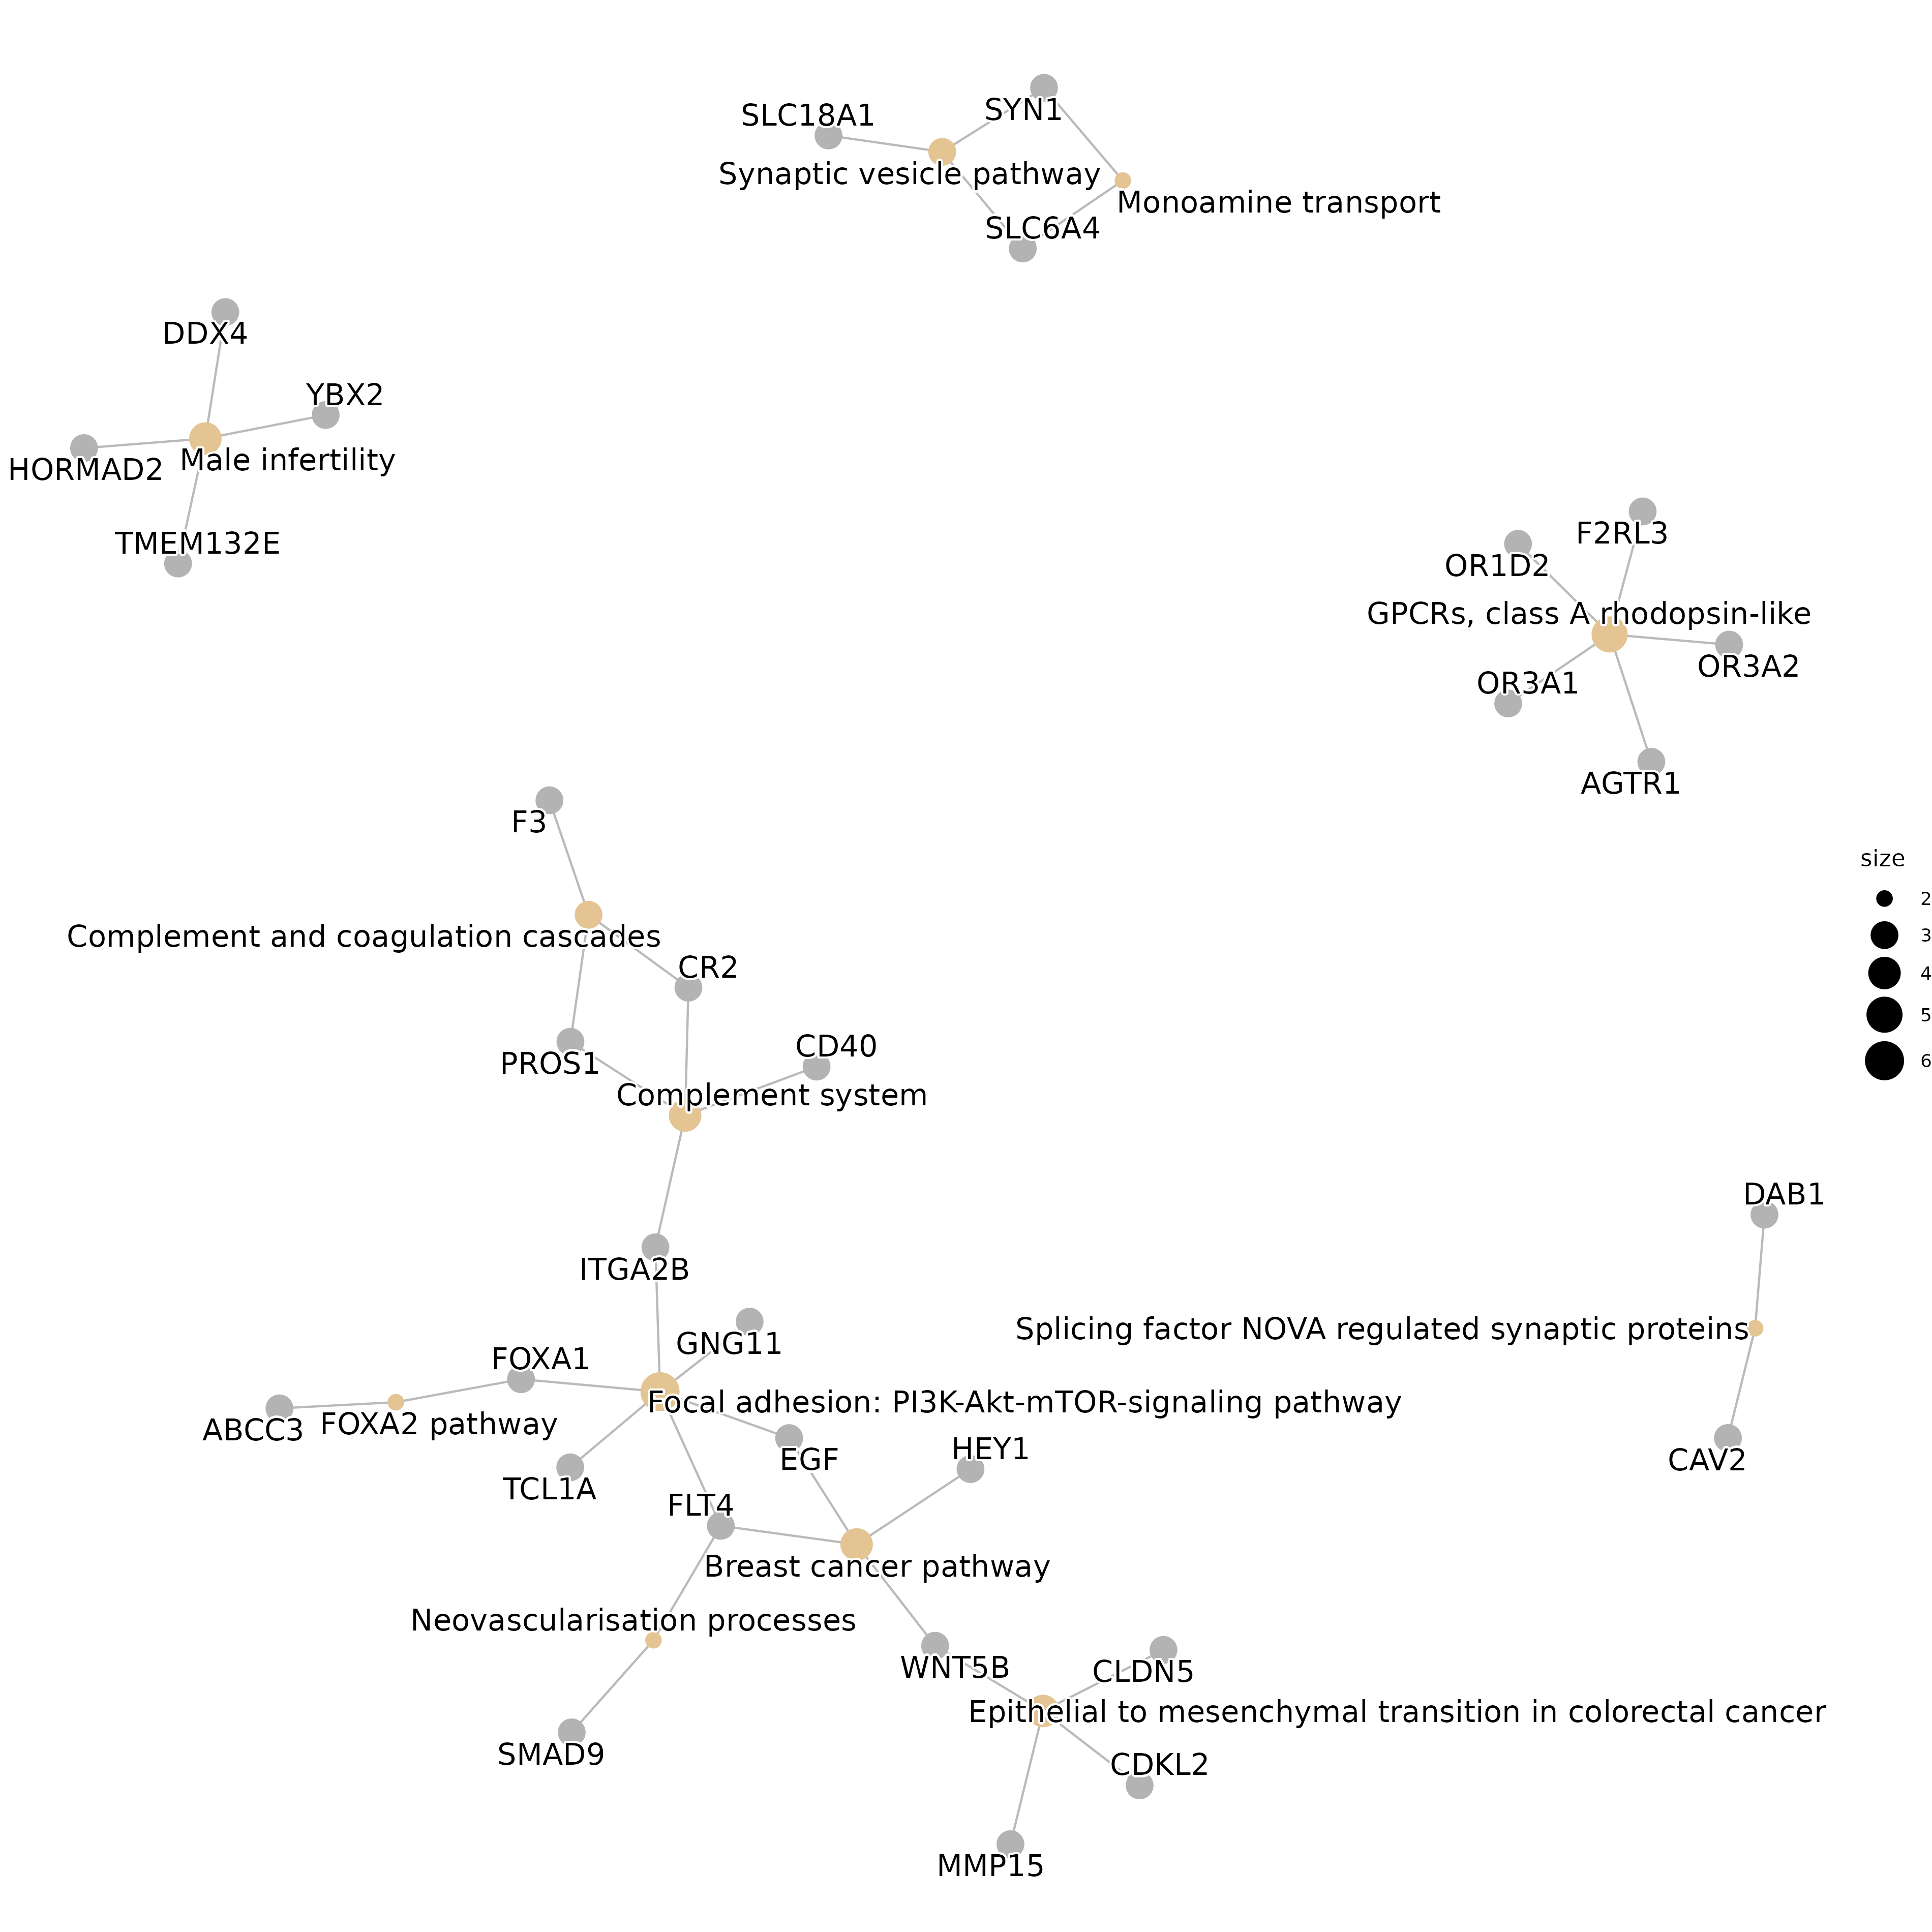 SYN1
SLC18A1
Synaptic vesicle pathway
Monoamine transport
SLC6A4
DDX4
YBX2
HORMAD2
Male infertility
TMEM132E
F2RL3
OR1D2
GPCRs, class A rhodopsin-like
OR3A2
OR3A1
AGTR1
F3
size
2
3
4
5
6
Complement and coagulation cascades
CR2
CD40
PROS1
Complement system
DAB1
ITGA2B
Splicing factor NOVA regulated synaptic proteins
GNG11
FOXA1
Focal adhesion: PI3K-Akt-mTOR-signaling pathway
ABCC3
FOXA2 pathway
HEY1
EGF
CAV2
TCL1A
FLT4
Breast cancer pathway
Neovascularisation processes
WNT5B
CLDN5
Epithelial to mesenchymal transition in colorectal cancer
SMAD9
CDKL2
MMP15